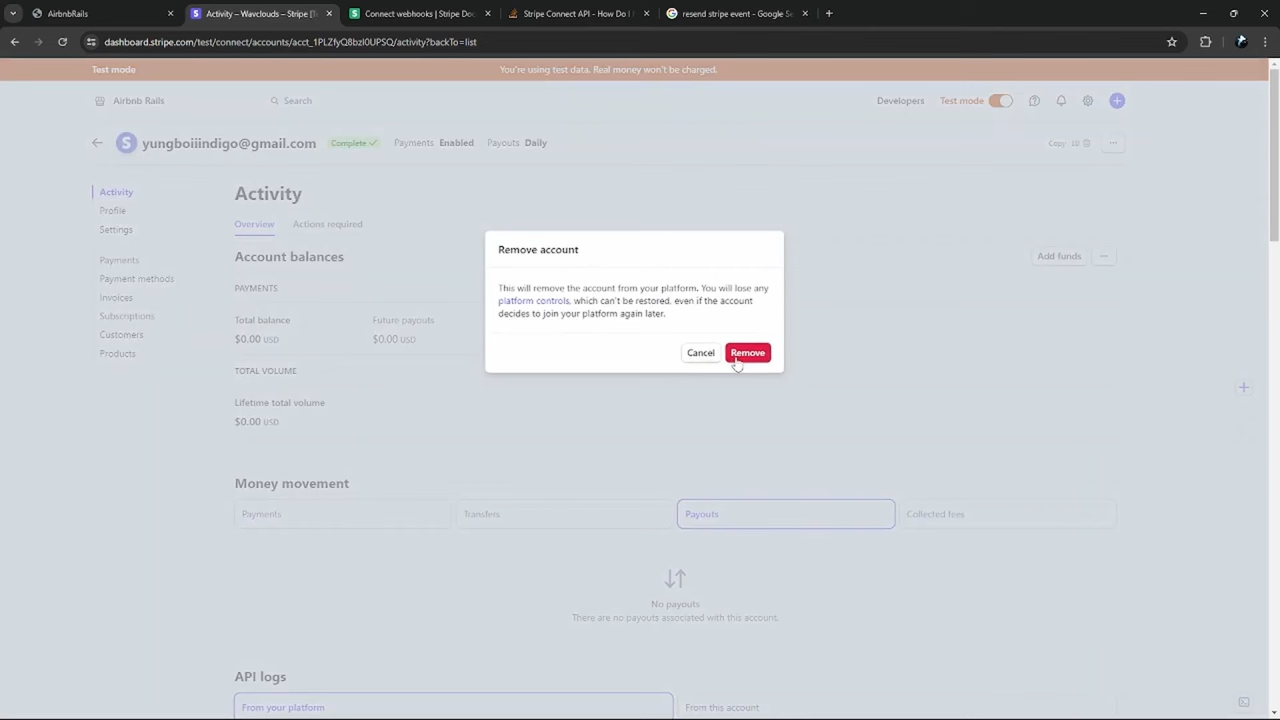 AirbnbRails
Activity – Wavclouds – Stripe [T
Connect webhooks | Stripe Doc
Stripe Connect API - How Do I
resend stripe event - Google Se
dashboard.stripe.com/test/connect/accounts/acct_1PLZfyQ8bzI0UPSQ/activity?backTo=list
Test mode
You're using test data. Real money won't be charged.
Airbnb Rails
Search
Developers
Test mode
yungboiiindigo@gmail.com
Complete
Payments Enabled
Payouts Daily
Copy ID
Activity
Profile
Settings
Payments
Payment methods
Invoices
Subscriptions
Customers
Products
Activity
Overview
Actions required
Account balances
Add funds
PAYMENTS
Total balance
Future payouts
$0.00 USD
$0.00 USD
TOTAL VOLUME
Lifetime total volume
$0.00 USD
Remove account
This will remove the account from your platform. You will lose any
platform controls, which can't be restored, even if the account
decides to join your platform again later.
Cancel
Remove
Money movement
Payments
Transfers
Payouts
Collected fees
No payouts
There are no payouts associated with this account.
API logs
From your platform
From this account